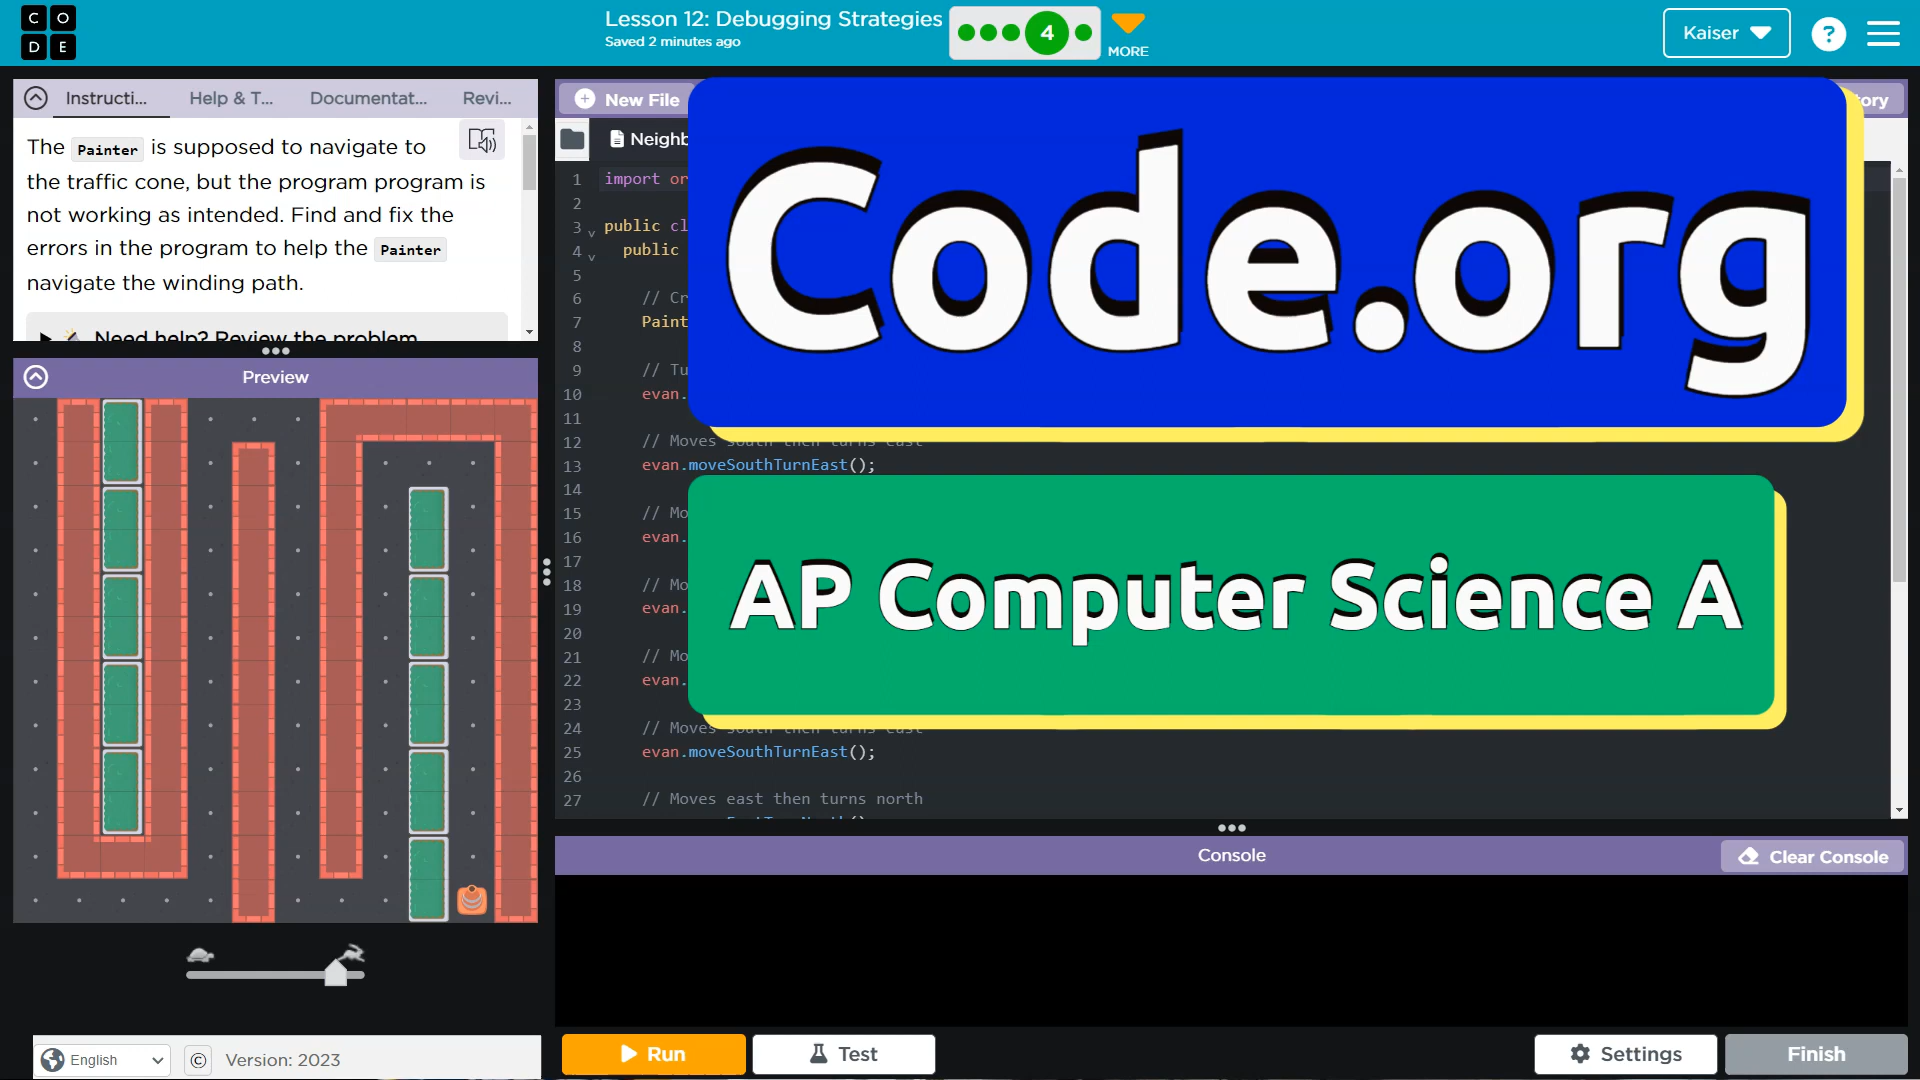 C O
D E
Lesson 12: Debugging Strategies
Saved 2 minutes ago
4
MORE
Kaiser
?
Instructi...
Help & T...
Documentat...
Revi...
The Painter is supposed to navigate to
the traffic cone, but the program program is
not working as intended. Find and fix the
errors in the program to help the Painter
navigate the winding path.
Need help? Review the problem
Preview
New File
ory
Neighb
1 import or
2
3 public cl
4 public
5
6 // Cr
7 Paint
8
9 // Tu
10 evan.
11
12 // Moves south then turns east
13 evan.moveSouthTurnEast();
14
15 // Mo
16 evan.
17
18 // Mo
19 evan.
20
21 // Mo
22 evan.
23
24 // Moves south then turns east
25 evan.moveSouthTurnEast();
26
27 // Moves east then turns north
Code.org
AP Computer Science A
Console
Clear Console
English
©
Version: 2023
Run
Test
Settings
Finish